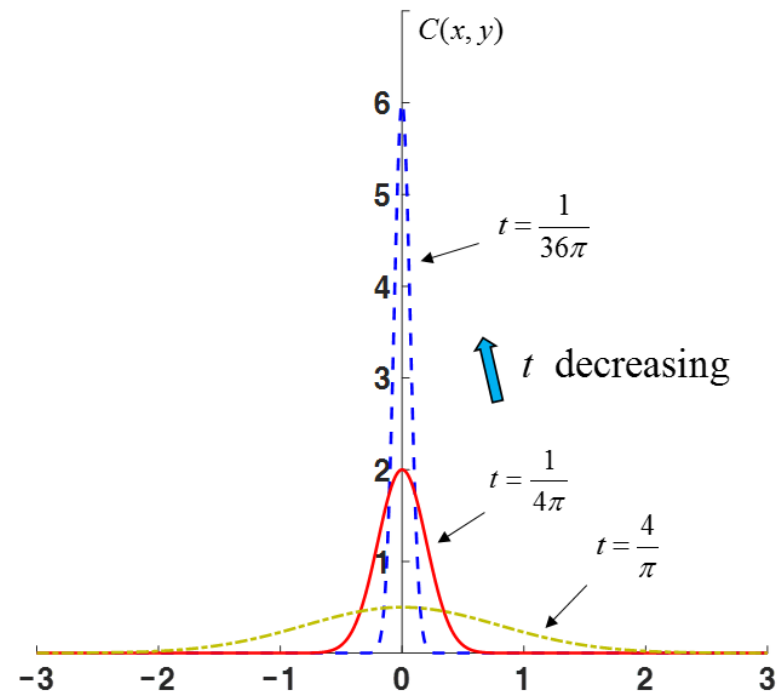 C(x, y)
6
5
t = 1/36π
4
3
t decreasing
2
t = 1/4π
1
t = 4/π
−3 −2 −1 0 1 2 3